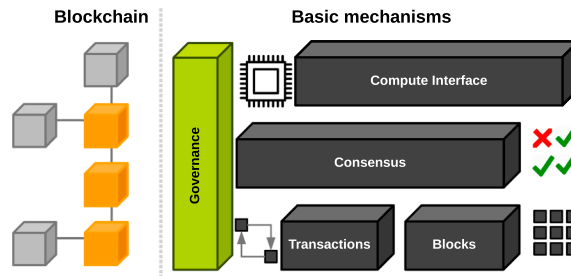 Blockchain
Basic mechanisms
Compute Interface
Governance
Consensus
Transactions
Blocks